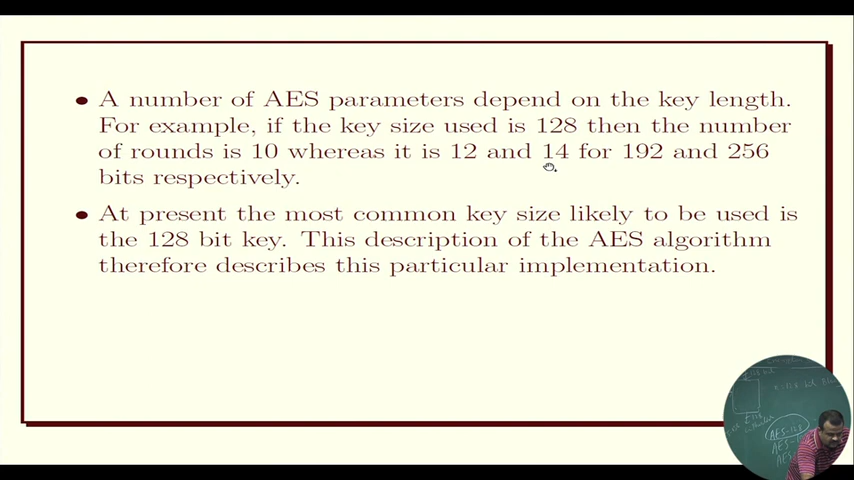 • A number of AES parameters depend on the key length.
For example, if the key size used is 128 then the number
of rounds is 10 whereas it is 12 and 14 for 192 and 256
bits respectively.
• At present the most common key size likely to be used is
the 128 bit key. This description of the AES algorithm
therefore describes this particular implementation.
AES-128